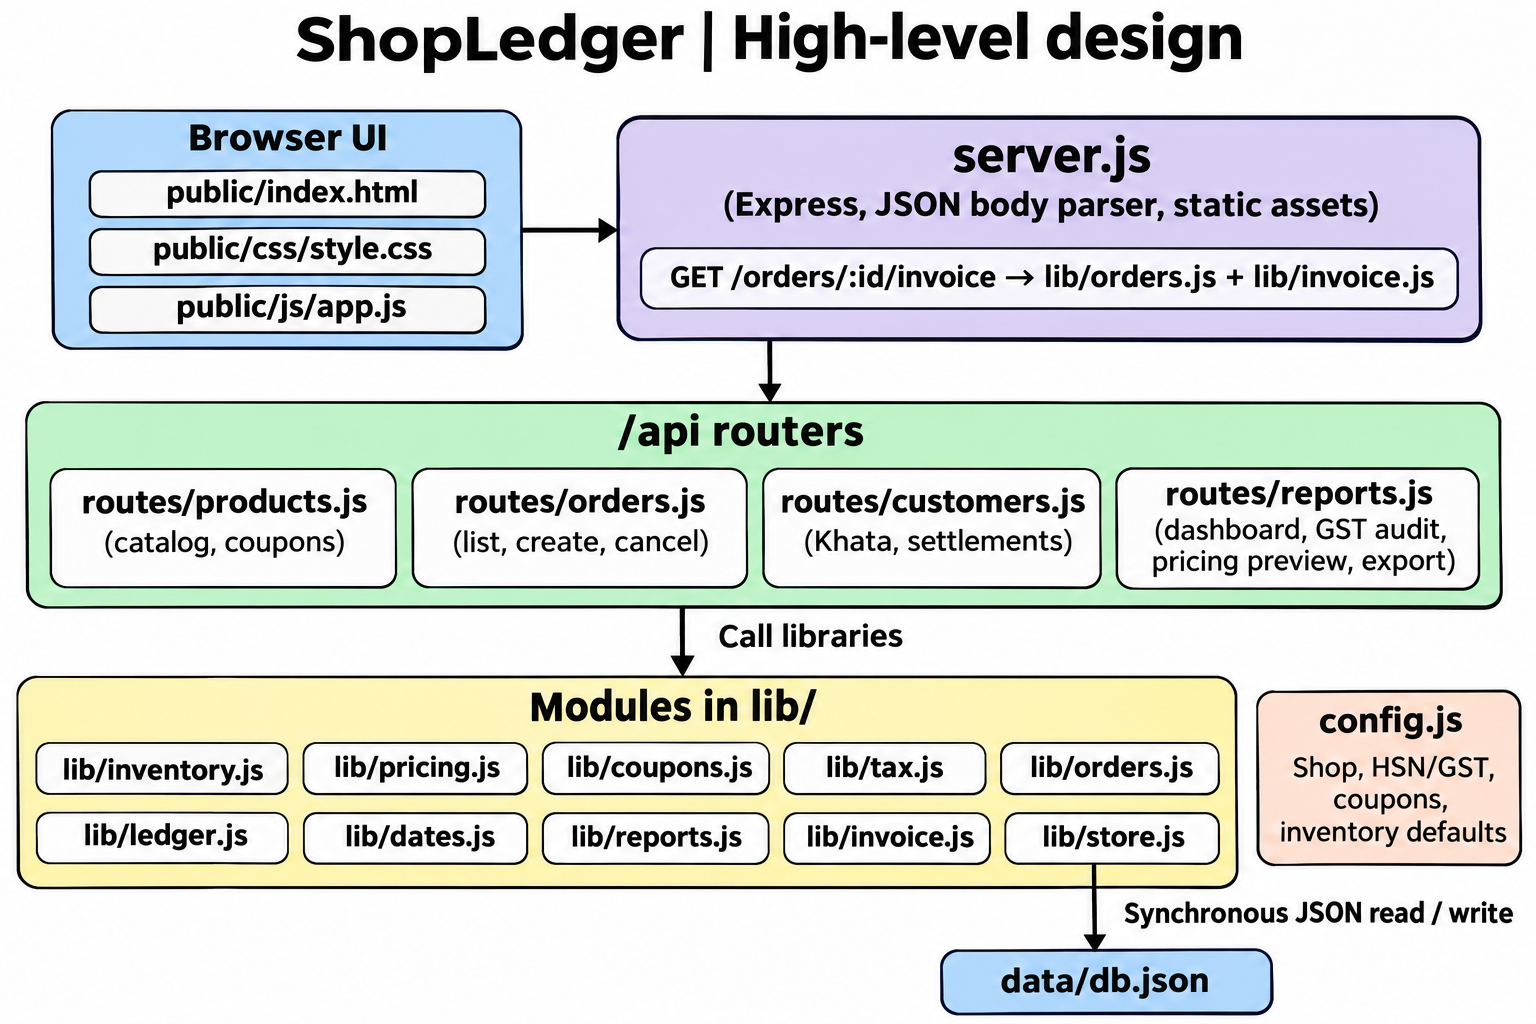 ShopLedger | High-level design
Browser UI
public/index.html
public/css/style.css
public/js/app.js
server.js
(Express, JSON body parser, static assets)
GET /orders/:id/invoice → lib/orders.js + lib/invoice.js
/api routers
routes/products.js
(catalog, coupons)
routes/orders.js
(list, create, cancel)
routes/customers.js
(Khata, settlements)
routes/reports.js
(dashboard, GST audit,
pricing preview, export)
Call libraries
Modules in lib/
lib/inventory.js
lib/pricing.js
lib/coupons.js
lib/tax.js
lib/orders.js
lib/ledger.js
lib/dates.js
lib/reports.js
lib/invoice.js
lib/store.js
config.js
Shop, HSN/GST,
coupons,
inventory defaults
Synchronous JSON read / write
data/db.json